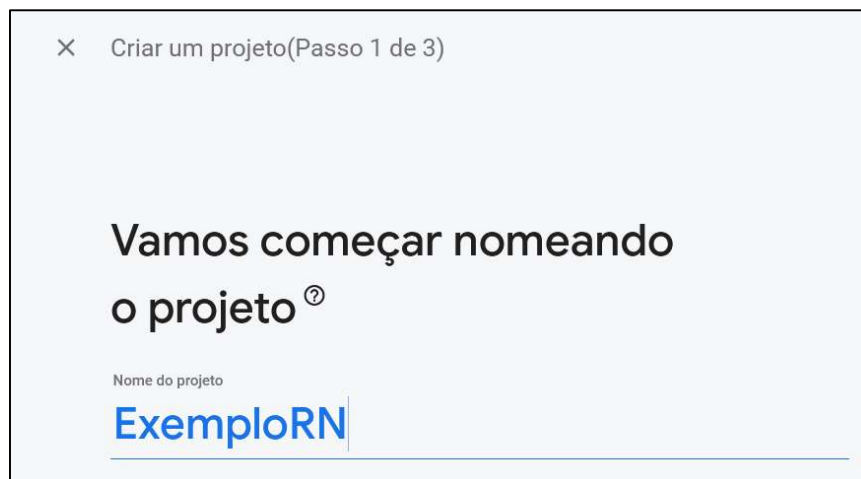 Criar um projeto(Passo 1 de 3)
Vamos começar nomeando
o projeto
Nome do projeto
ExemploRN